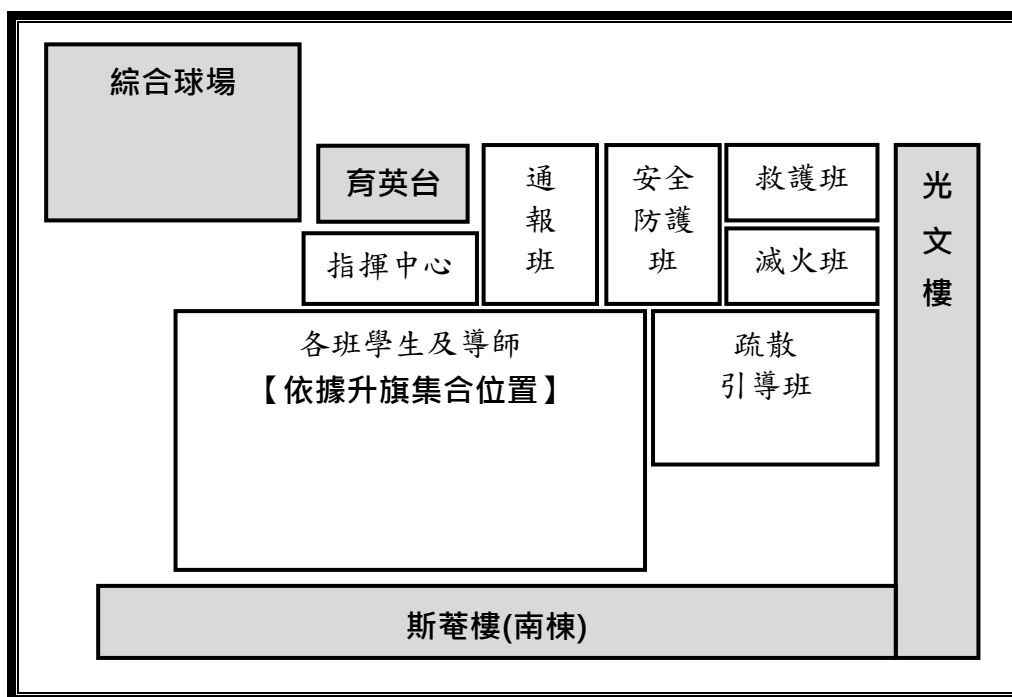 綜合球場
育英台
通
報
班
安全
防護
班
救護班
光
文
樓
指揮中心
滅火班
各班學生及導師
【依據升旗集合位置】
疏散
引導班
斯菴樓(南棟)